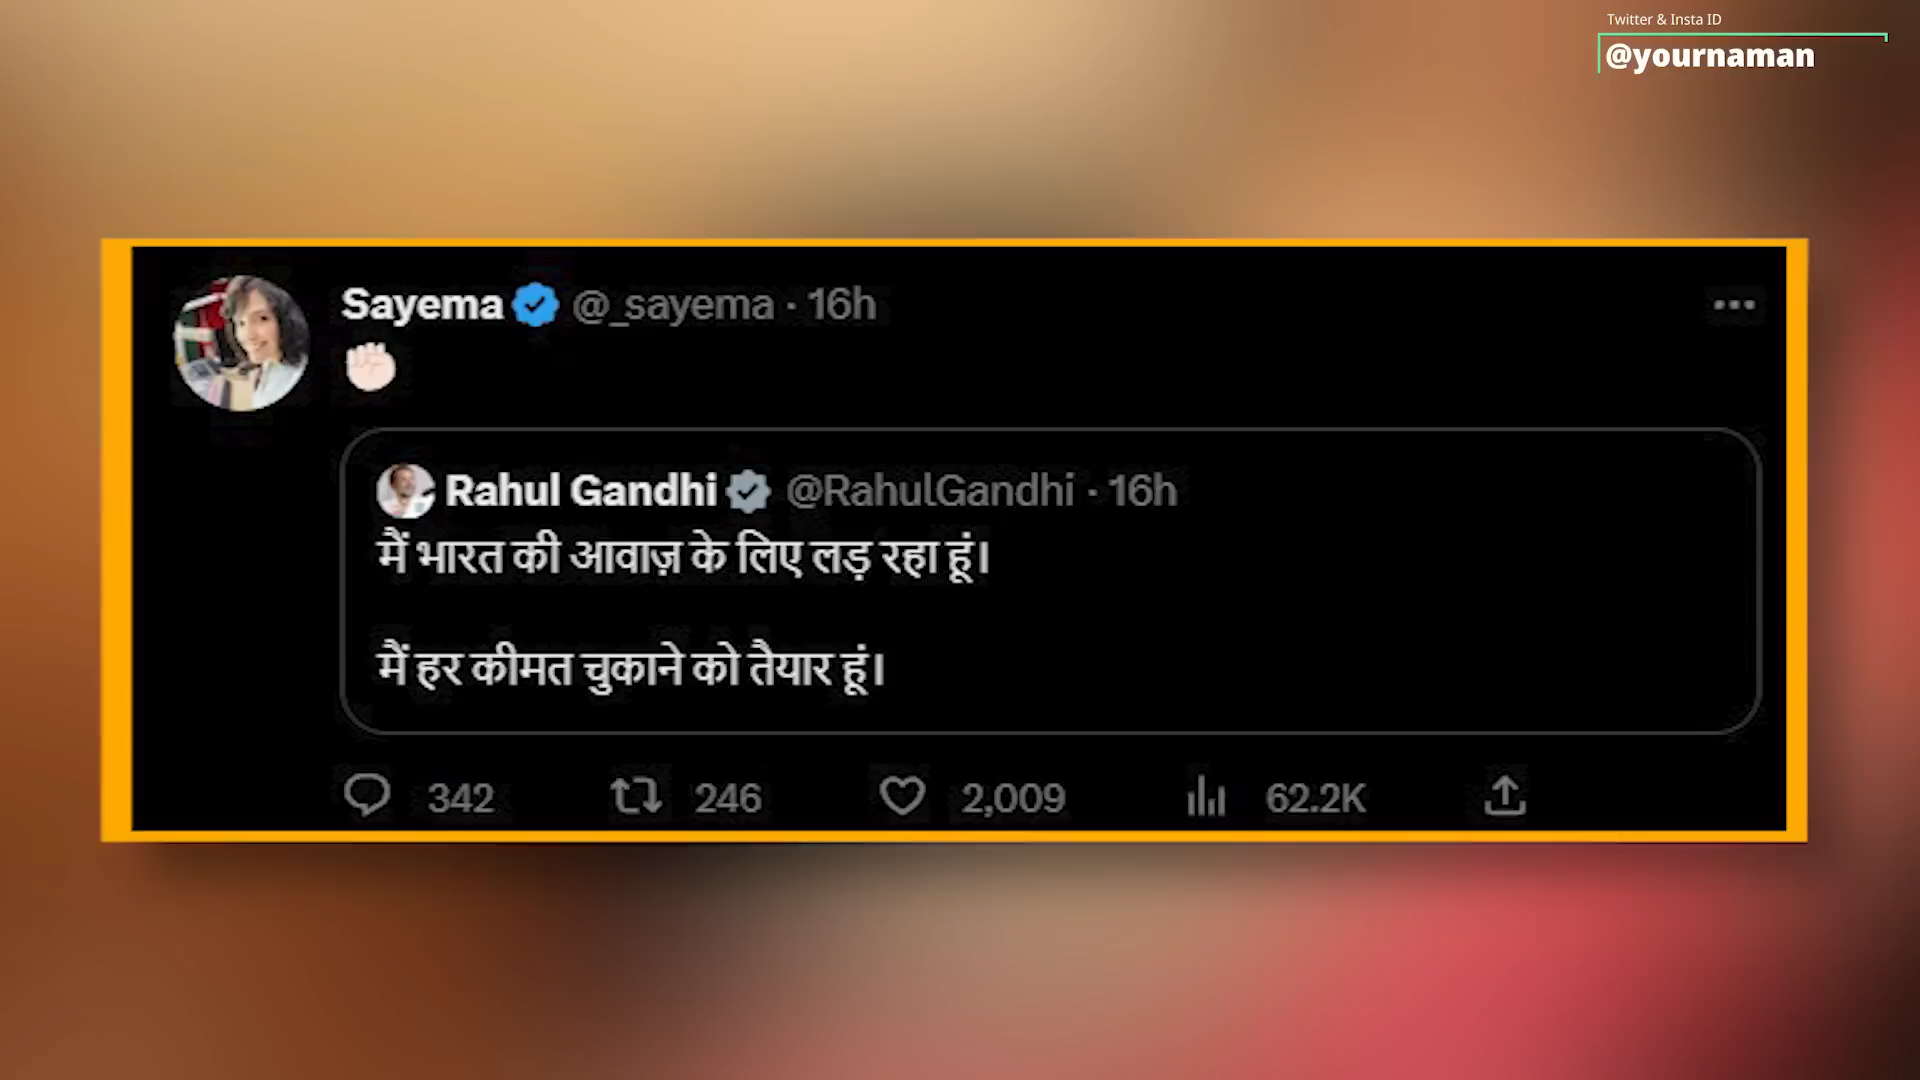 Twitter & Insta ID
@yournaman
Sayema @_sayema · 16h
✊🏻
Rahul Gandhi @RahulGandhi · 16h
मैं भारत की आवाज़ के लिए लड़ रहा हूं।
मैं हर कीमत चुकाने को तैयार हूं।
342 246 2,009 62.2K